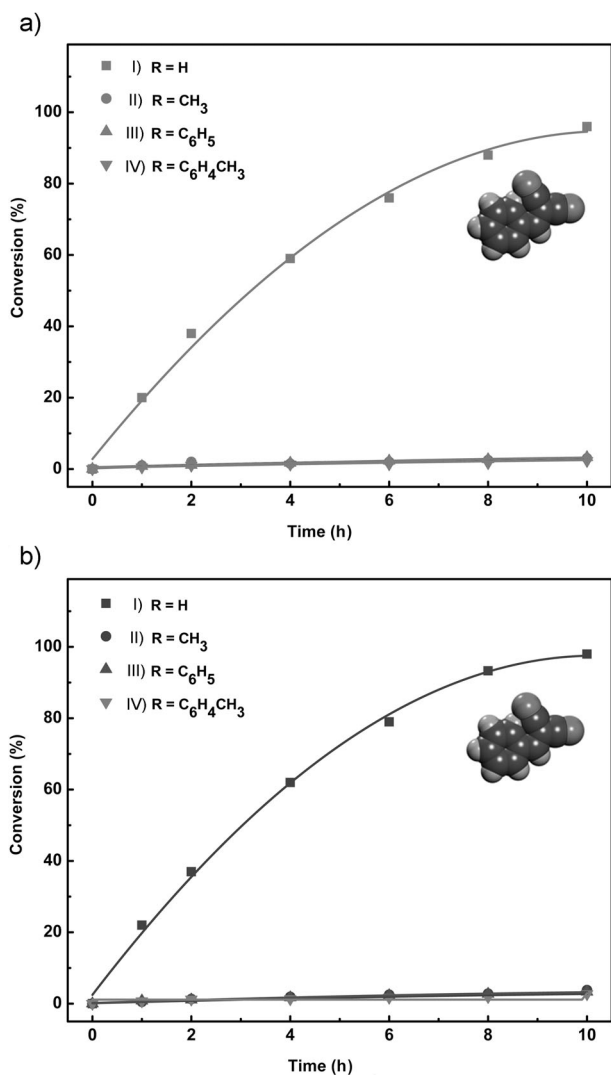 a)
I) R = H
II) R = CH3
III) R = C6H5
IV) R = C6H4CH3
100
80
60
40
20
0
Conversion (%)
0 2 4 6 8 10
Time (h)
b)
I) R = H
II) R = CH3
III) R = C6H5
IV) R = C6H4CH3
100
80
60
40
20
0
Conversion (%)
0 2 4 6 8 10
Time (h)